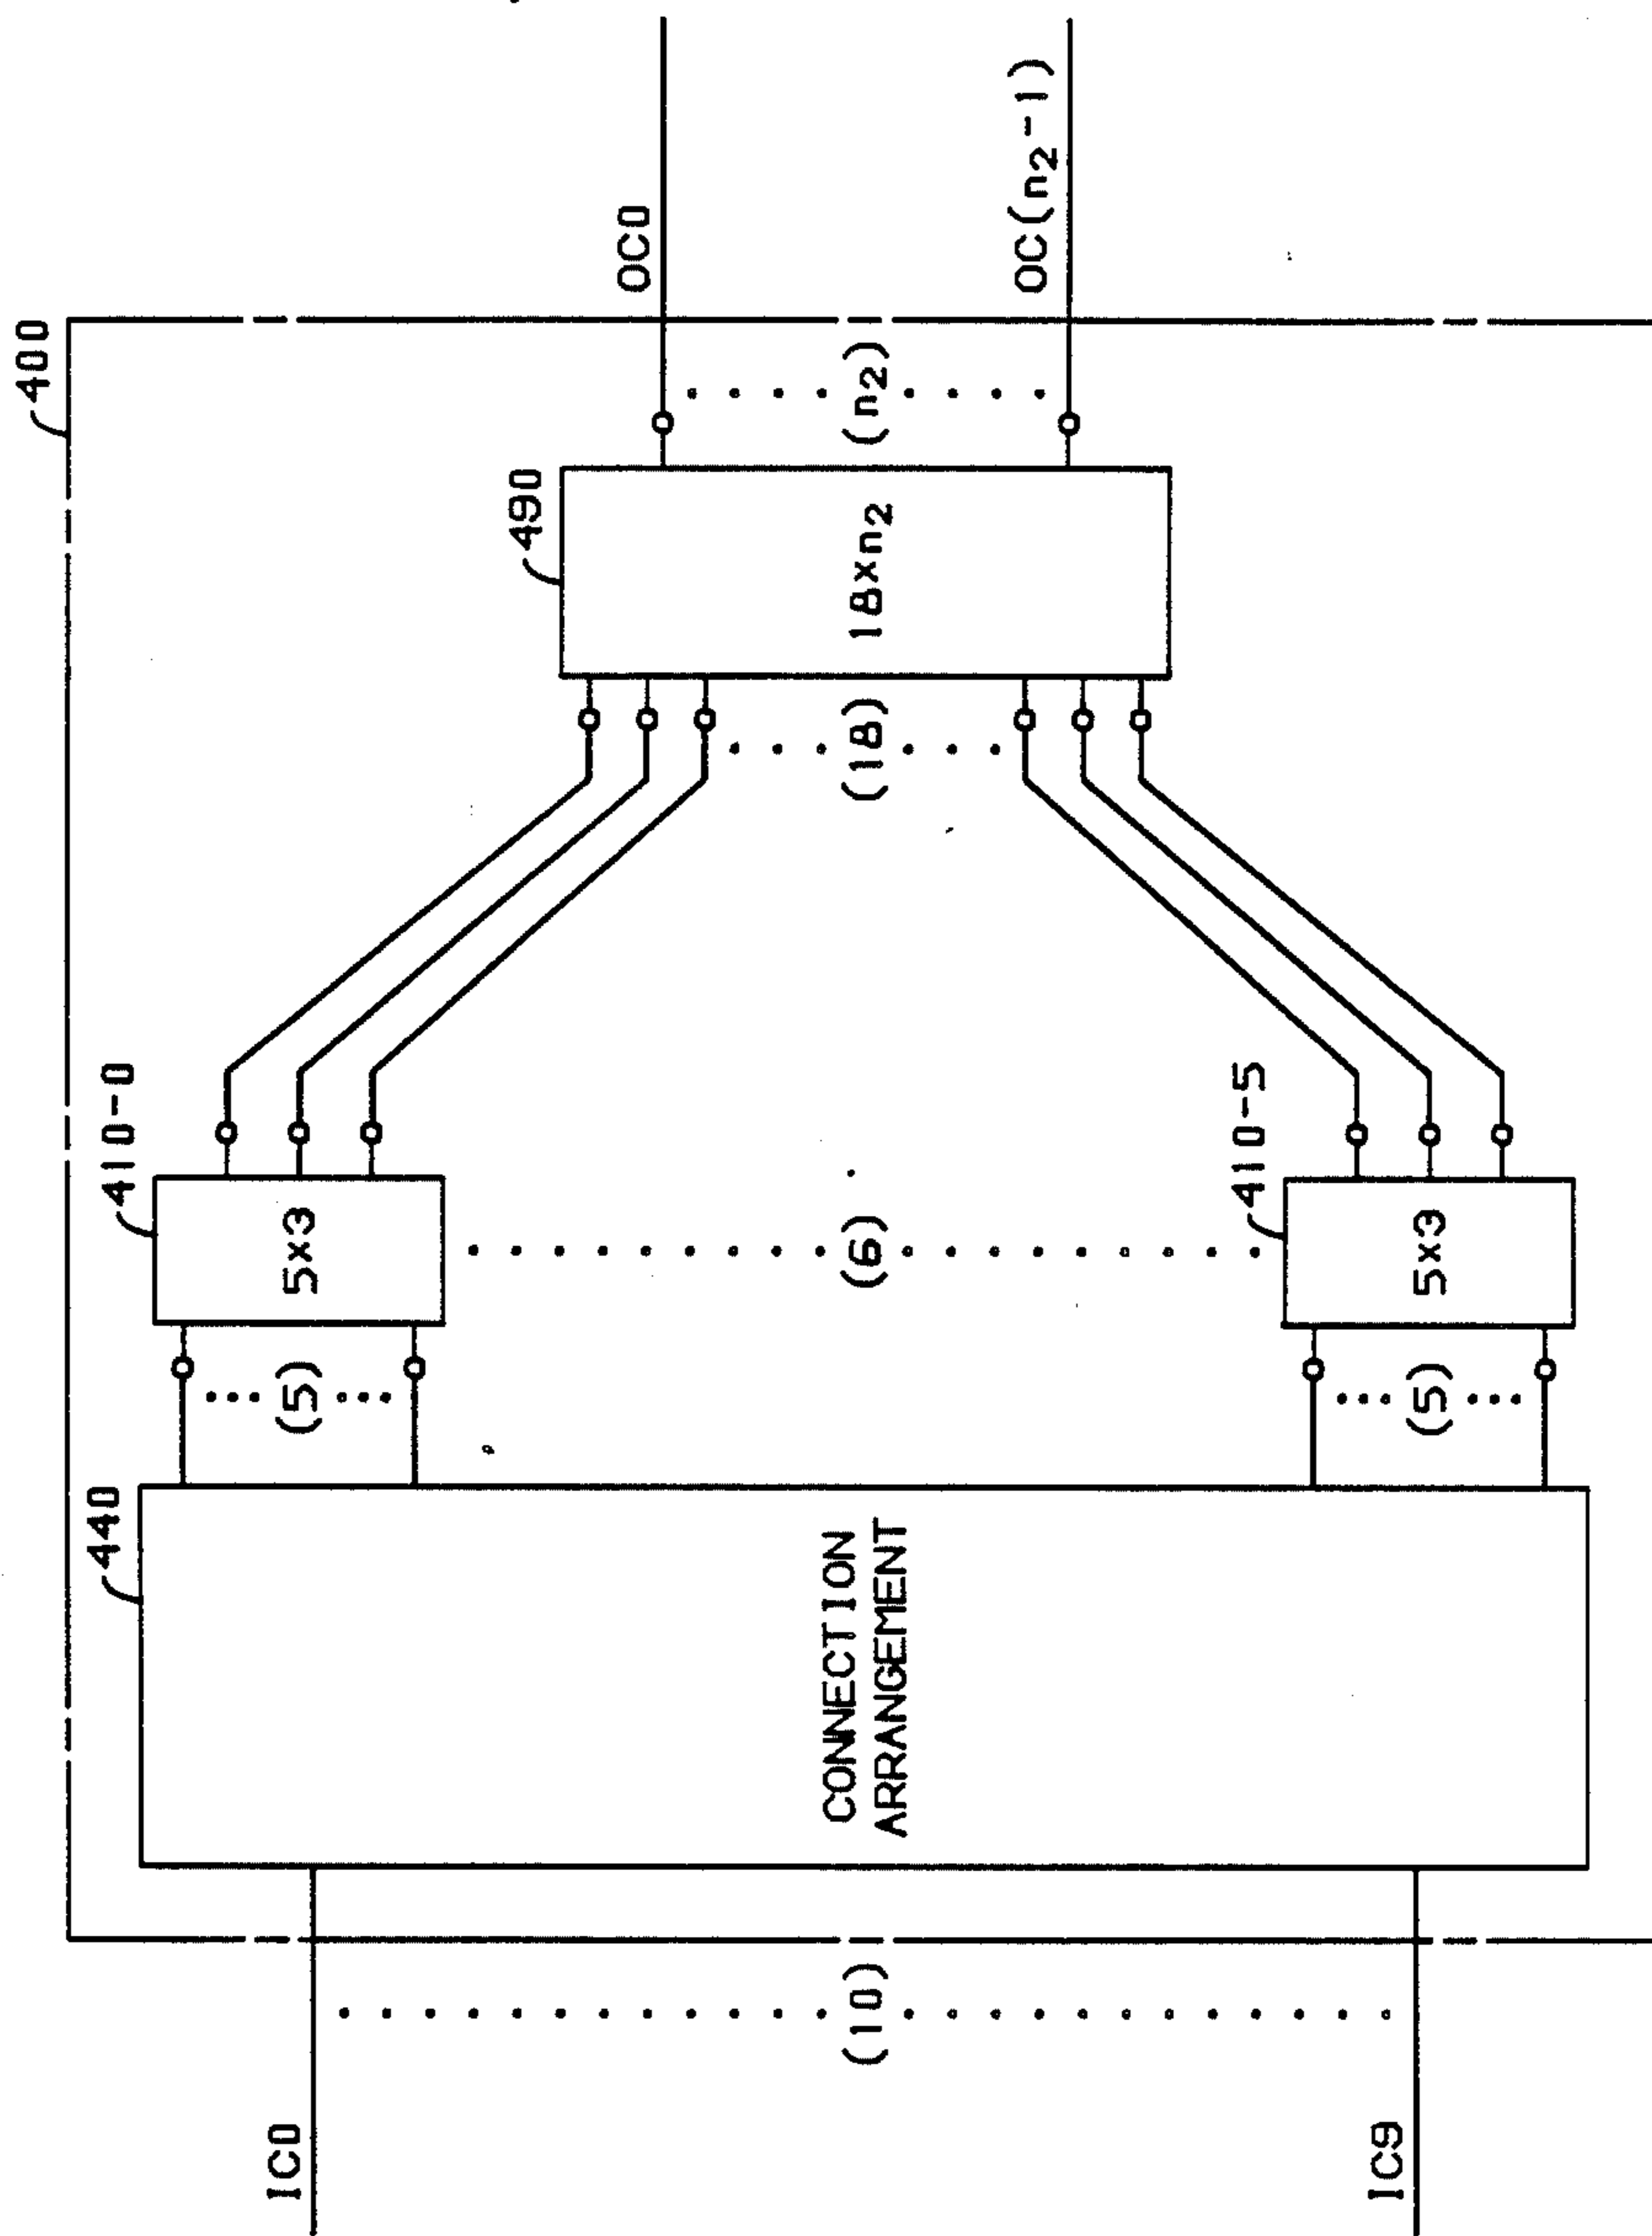 400
440
410-0
5x3
(5)
IC0
(10)
CONNECTION
ARRANGEMENT
(6)
(18)
490
18xn₂
(n₂)
OC0
OC(n₂-1)
410-5
5x3
(5)
IC9